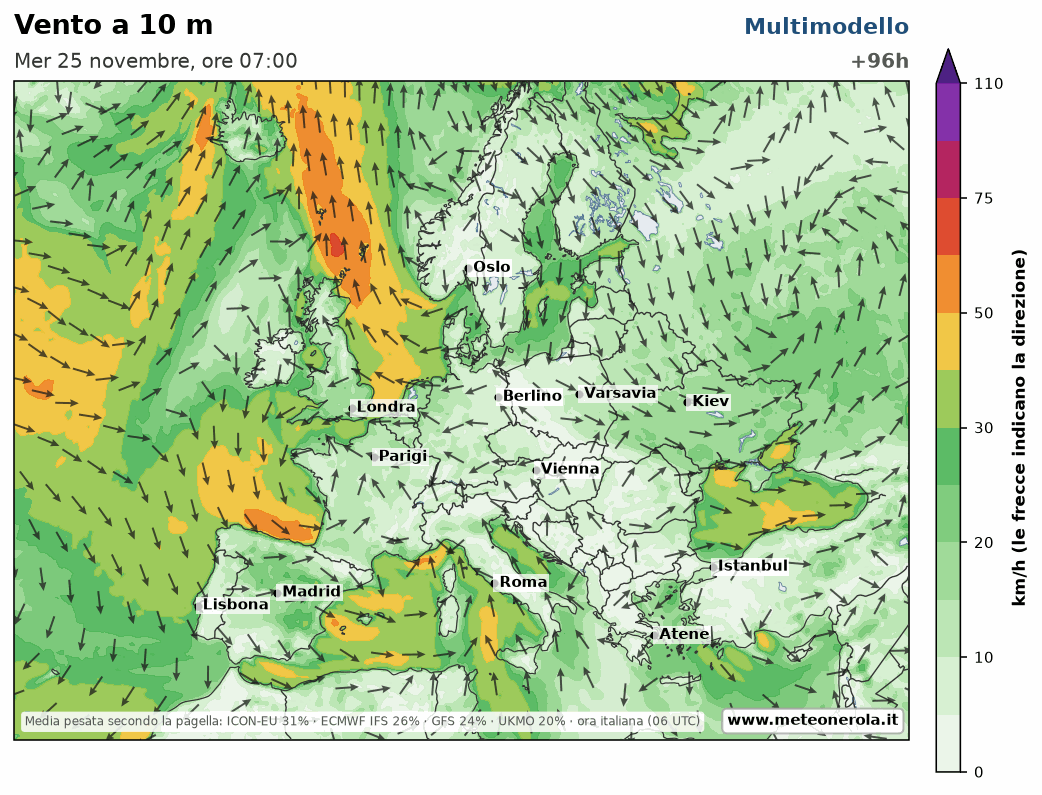 Vento a 10 m
Multimodello
Mer 25 novembre, ore 07:00
+96h
110
75
50
30
20
10
0
km/h (le frecce indicano la direzione)
Oslo
Berlino
Varsavia
Kiev
Londra
Parigi
Vienna
Istanbul
Roma
Madrid
Lisbona
Atene
Media pesata secondo la pagella: ICON-EU 31% · ECMWF IFS 26% · GFS 24% · UKMO 20% · ora italiana (06 UTC)
www.meteonerola.it